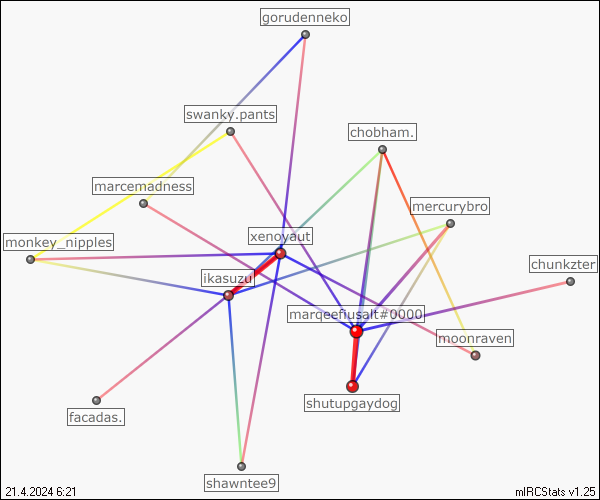 gorudenneko
swanky.pants
chobham.
marcemadness
mercurybro
xenoyaut
monkey_nipples
chunkzter
ikasuzu
marqeefiusalt#0000
moonraven
shutupgaydog
facadas.
shawntee9
21.4.2024 6:21
mIRCStats v1.25